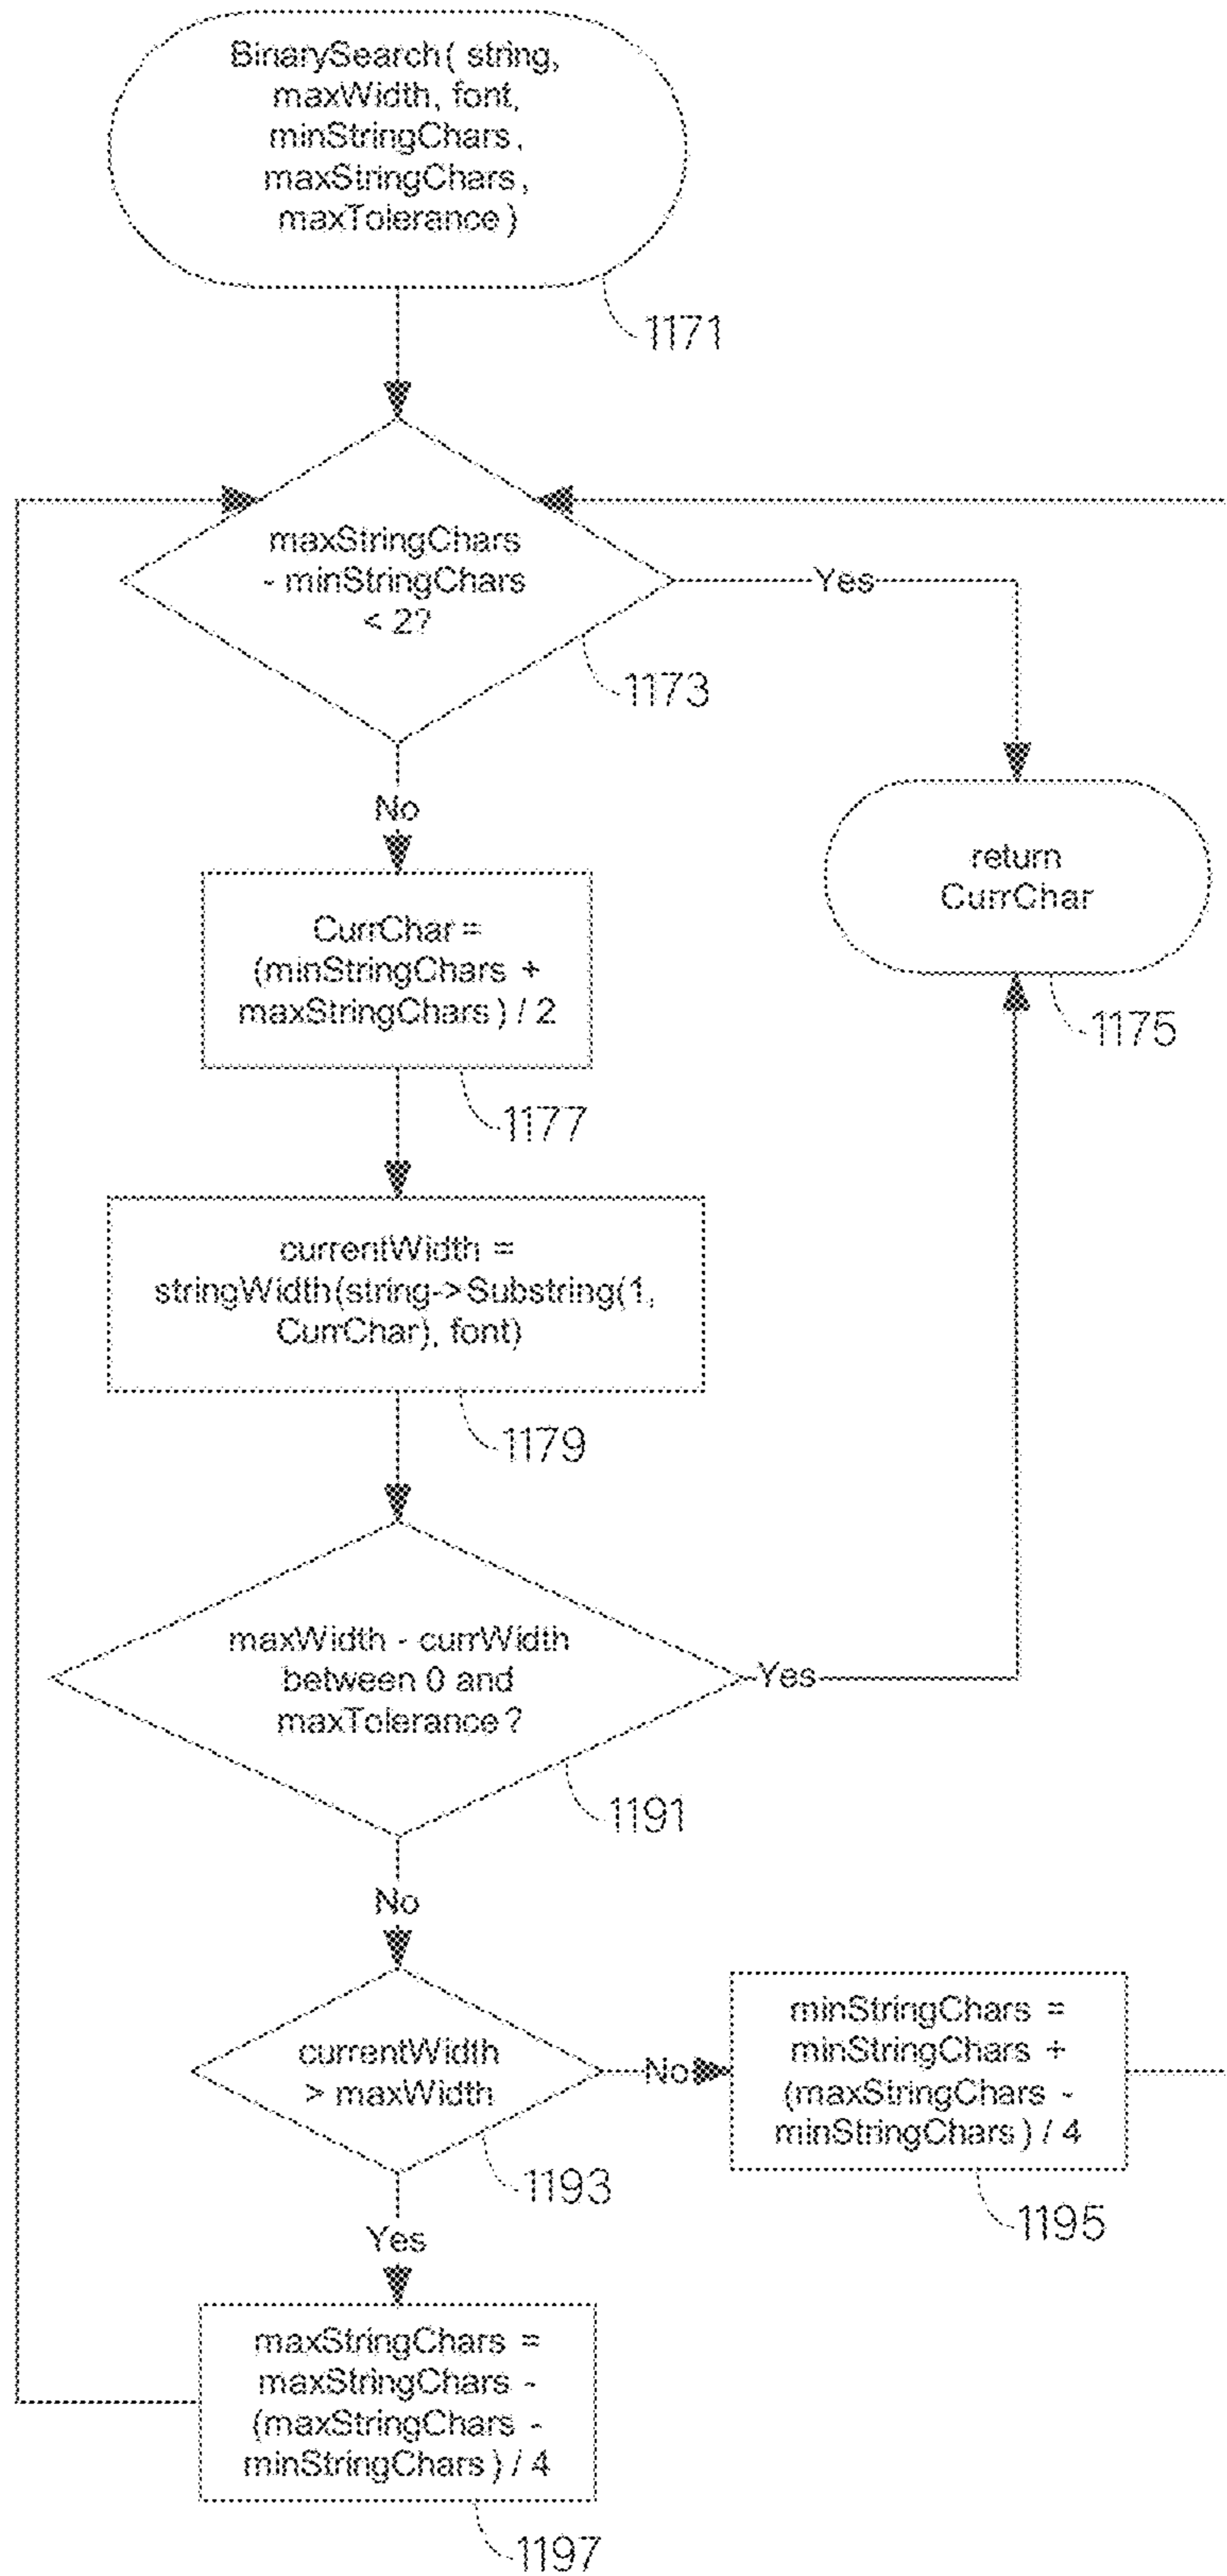 BinarySearch( string,
maxWidth, font,
minStringChars,
maxStringChars,
maxTolerance )
1171
maxStringChars
- minStringChars
< 2?
Yes
1173
No
return
CurrChar
1175
CurrChar =
(minStringChars +
maxStringChars ) / 2
1177
currentWidth =
stringWidth(string->Substring(1,
CurrChar), font)
1179
maxWidth - currWidth
between 0 and
maxTolerance ?
Yes
1191
No
currentWidth
> maxWidth
No
1193
minStringChars =
minStringChars +
(maxStringChars -
minStringChars ) / 4
1195
Yes
maxStringChars =
maxStringChars -
(maxStringChars -
minStringChars ) / 4
1197